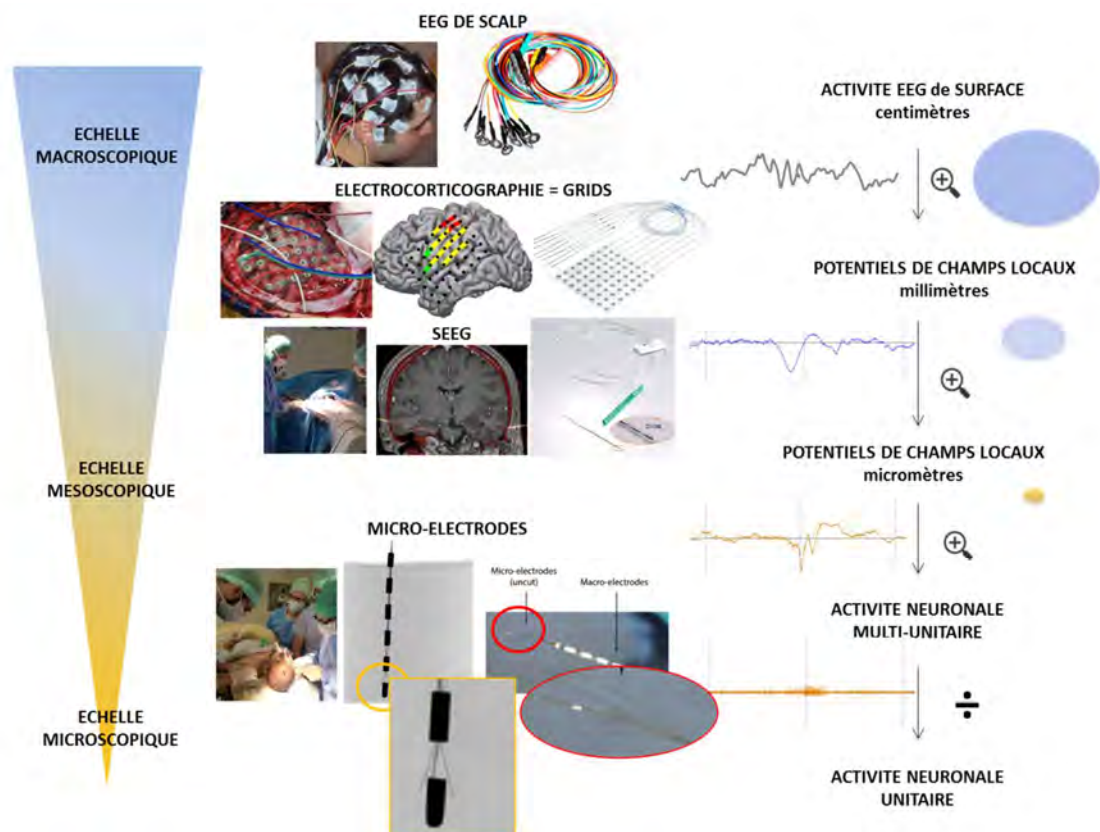 EEG DE SCALP
ECHELLE
MACROSCOPIQUE
ACTIVITE EEG de SURFACE
centimètres
ELECTROCORTICOGRAPHIE = GRIDS
POTENTIELS DE CHAMPS LOCAUX
millimètres
SEEG
ECHELLE
MESOSCOPIQUE
POTENTIELS DE CHAMPS LOCAUX
micromètres
MICRO-ELECTRODES
Micro-electrodes
(uncut)
Macro-electrodes
ACTIVITE NEURONALE
MULTI-UNITAIRE
ECHELLE
MICROSCOPIQUE
÷
ACTIVITE NEURONALE
UNITAIRE